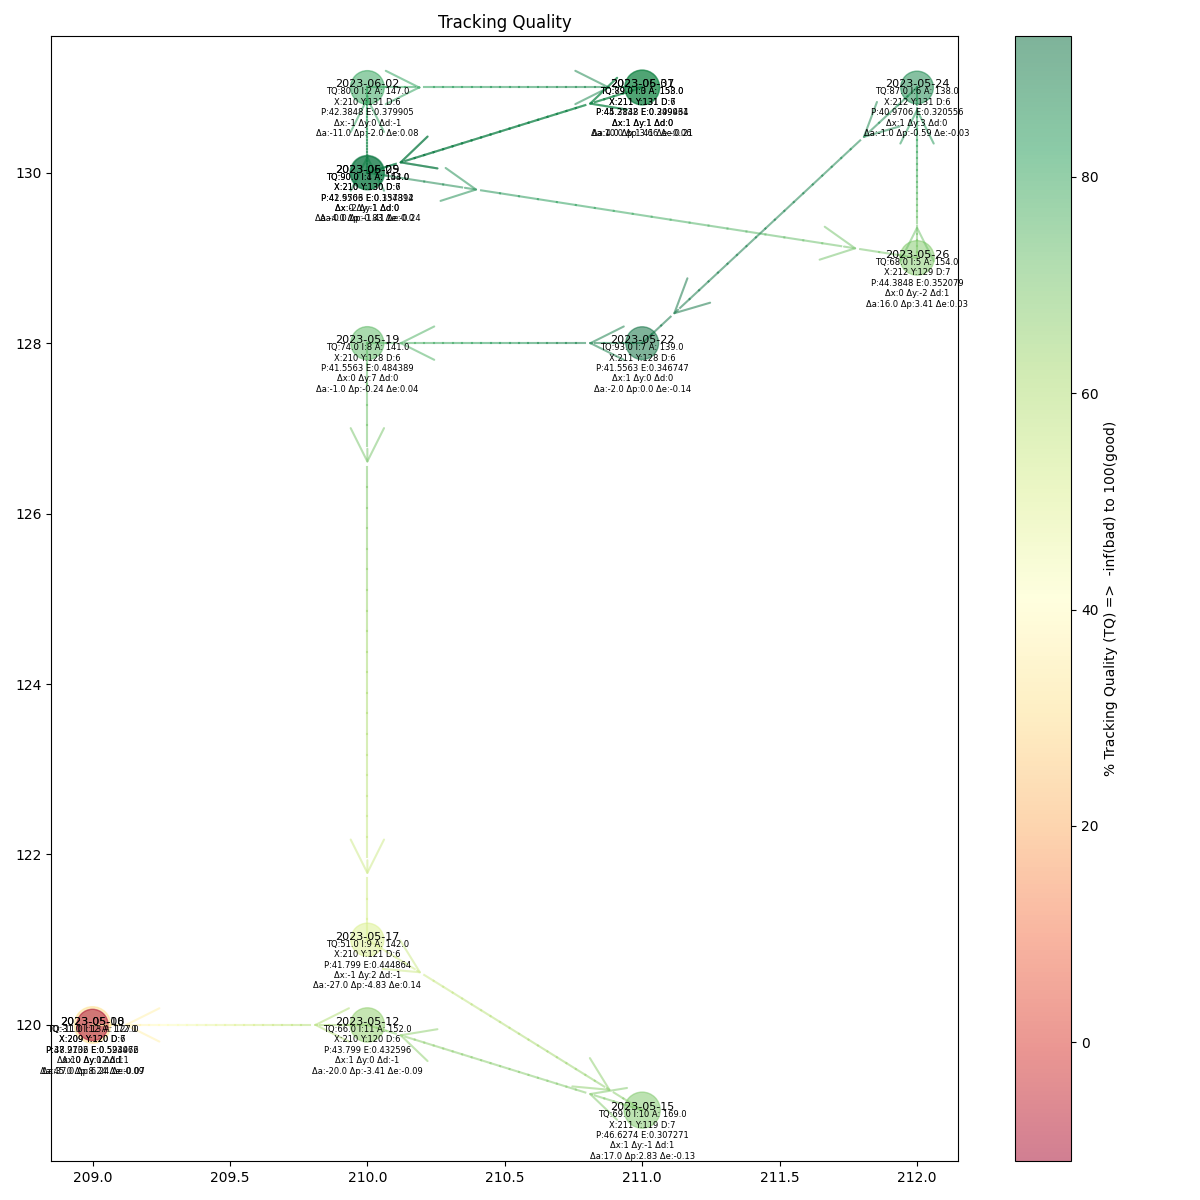 Tracking Quality
2023-06-02
TQ:80.0 I:2 A: 147.0
X:210 Y:131 D:6
P:42.3848 E:0.379905
Δx:-1 Δy:0 Δd:-1
Δa:-11.0 Δp:-2.0 Δe:0.08
X:211 Y:131
Δx:1 Δy:1 Δd:0
2023-05-24
TQ:87.0 I:6 A: 138.0
X:212 Y:131 D:6
P:40.9706 E:0.320556
Δx:1 Δy:3 Δd:0
Δa:-1.0 Δp:-0.59 Δe:-0.03
X:210 Y:130
2023-05-26
TQ:68.0 I:5 A: 154.0
X:212 Y:129 D:7
P:44.3848 E:0.352079
Δx:0 Δy:-2 Δd:1
Δa:16.0 Δp:3.41 Δe:0.03
2023-05-19
TQ:74.0 I:8 A: 141.0
X:210 Y:128 D:6
P:41.5563 E:0.484389
Δx:0 Δy:7 Δd:0
Δa:-1.0 Δp:-0.24 Δe:0.04
2023-05-22
TQ:93.0 I:7 A: 139.0
X:211 Y:128 D:6
P:41.5563 E:0.346747
Δx:1 Δy:0 Δd:0
Δa:-2.0 Δp:0.0 Δe:-0.14
2023-05-17
TQ:51.0 I:9 A: 142.0
X:210 Y:121 D:6
P:41.799 E:0.444864
Δx:-1 Δy:2 Δd:-1
Δa:-27.0 Δp:-4.83 Δe:0.14
X:209 Y:120
2023-05-12
TQ:66.0 I:11 A: 152.0
X:210 Y:120 D:6
P:43.799 E:0.432596
Δx:1 Δy:0 Δd:-1
Δa:-20.0 Δp:-3.41 Δe:-0.09
2023-05-15
TQ:69.0 I:10 A: 169.0
X:211 Y:119 D:7
P:46.6274 E:0.307271
Δx:1 Δy:-1 Δd:1
Δa:17.0 Δp:2.83 Δe:-0.13
130
128
126
124
122
120
209.0
209.5
210.0
210.5
211.0
211.5
212.0
80
60
40
20
0
% Tracking Quality (TQ) => -inf(bad) to 100(good)